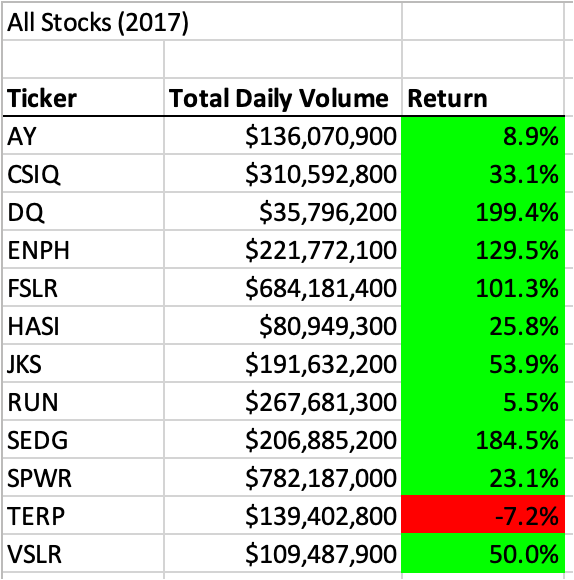 All Stocks (2017)
Ticker Total Daily Volume Return
AY $136,070,900 8.9%
CSIQ $310,592,800 33.1%
DQ $35,796,200 199.4%
ENPH $221,772,100 129.5%
FSLR $684,181,400 101.3%
HASI $80,949,300 25.8%
JKS $191,632,200 53.9%
RUN $267,681,300 5.5%
SEDG $206,885,200 184.5%
SPWR $782,187,000 23.1%
TERP $139,402,800 -7.2%
VSLR $109,487,900 50.0%